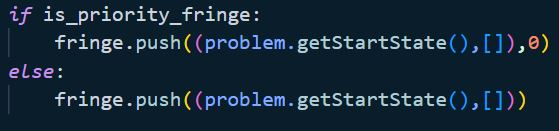 if is_priority_fringe:
    fringe.push((problem.getStartState(),[]),0)
else:
    fringe.push((problem.getStartState(),[]))